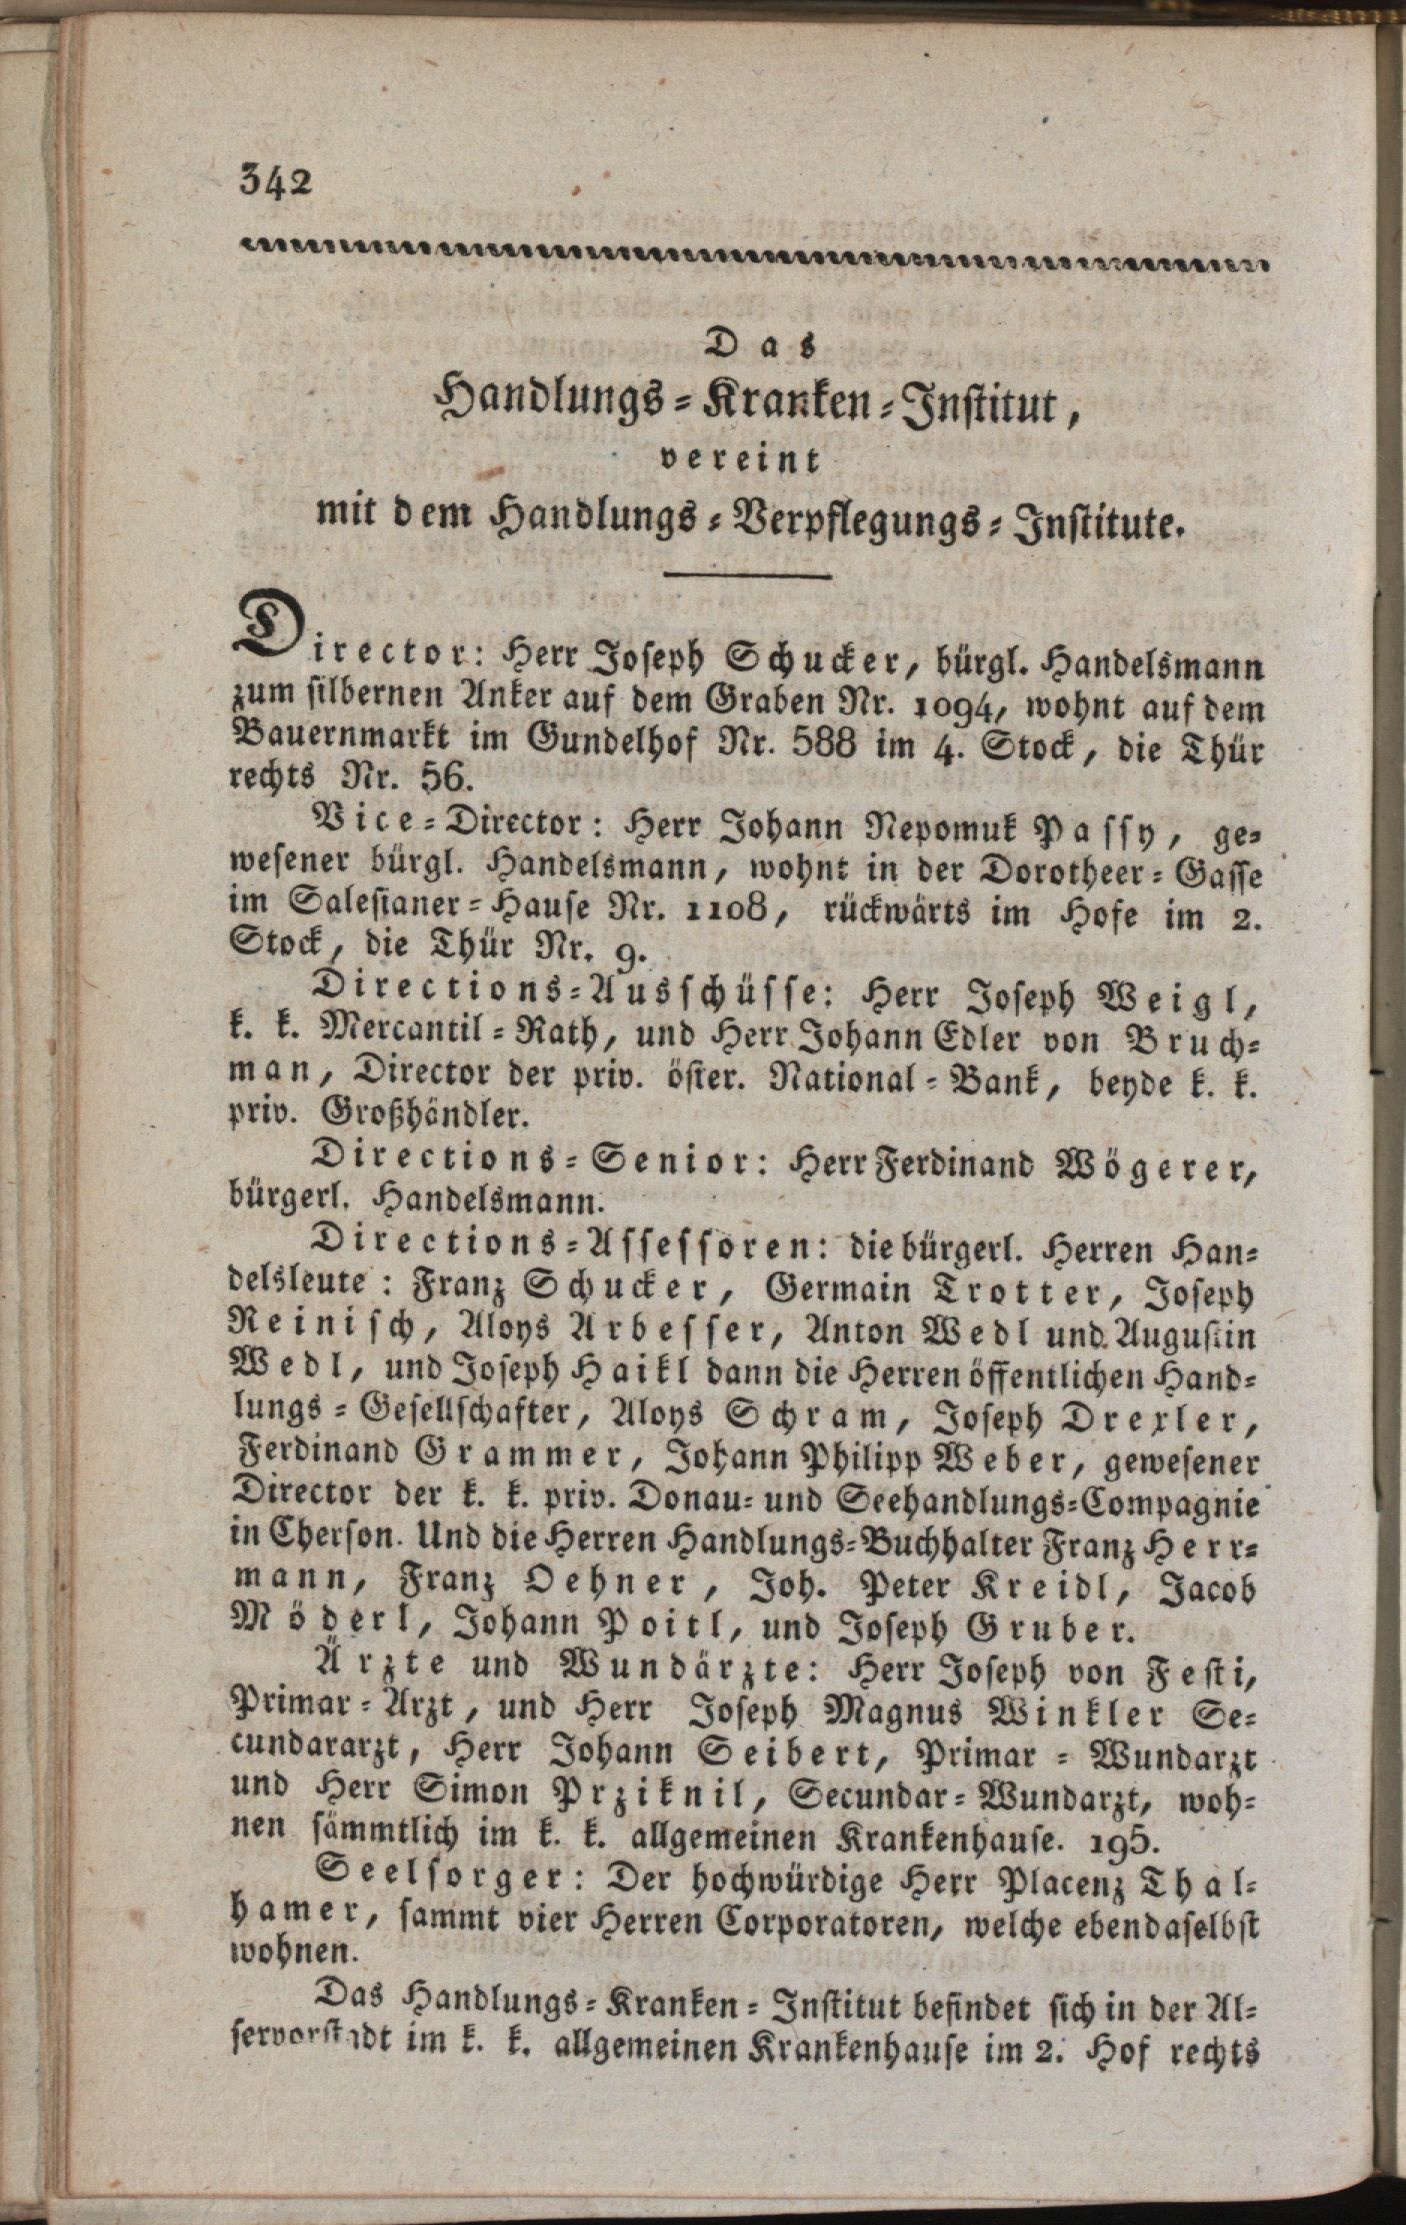 342
Das
Handlungs-Kranken-Institut,
vereint
mit dem Handlungs-Verpflegungs-Institute.
Director: Herr Joseph Schucker, bürgl. Handelsmann
zum silbernen Anker auf dem Graben Nr. 1094, wohnt auf dem
Bauernmarkt im Gundelhof Nr. 588 im 4. Stock, die Thür
rechts Nr. 56.
Vice-Director: Herr Johann Nepomuk Passy, ge-
wesener bürgl. Handelsmann, wohnt in der Dorotheer-Gasse
im Salesianer-Hause Nr. 1108, rückwärts im Hofe im 2.
Stock, die Thür Nr. 9.
Directions-Ausschüsse: Herr Joseph Weigl,
k. k. Mercantil-Rath, und Herr Johann Edler von Bruch-
man, Director der priv. öster. National-Bank, beyde k. k.
priv. Großhändler.
Directions-Senior: Herr Ferdinand Wögerer,
bürgerl. Handelsmann.
Directions-Assessoren: die bürgerl. Herren Han-
delsleute: Franz Schucker, Germain Trotter, Joseph
Reinisch, Aloys Arbesser, Anton Wedl und Augustin
Wedl, und Joseph Haikl dann die Herren öffentlichen Hand-
lungs-Gesellschafter, Aloys Schram, Joseph Drexler,
Ferdinand Grammer, Johann Philipp Weber, gewesener
Director der k. k. priv. Donau- und Seehandlungs-Compagnie
in Cherson. Und die Herren Handlungs-Buchhalter Franz Herr-
mann, Franz Oehner, Joh. Peter Kreidl, Jacob
Möderl, Johann Poitl, und Joseph Gruber.
Ärzte und Wundärzte: Herr Joseph von Festi,
Primar-Arzt, und Herr Joseph Magnus Winkler Se-
cundararzt, Herr Johann Seibert, Primar-Wundarzt
und Herr Simon Prziknil, Secundar-Wundarzt, woh-
nen sämmtlich im k. k. allgemeinen Krankenhause. 195.
Seelsorger: Der hochwürdige Herr Placenz Thal-
hamer, sammt vier Herren Corporatoren, welche ebendaselbst
wohnen.
Das Handlungs-Kranken-Institut befindet sich in der Al-
servorstadt im k. k. allgemeinen Krankenhause im 2. Hof rechts